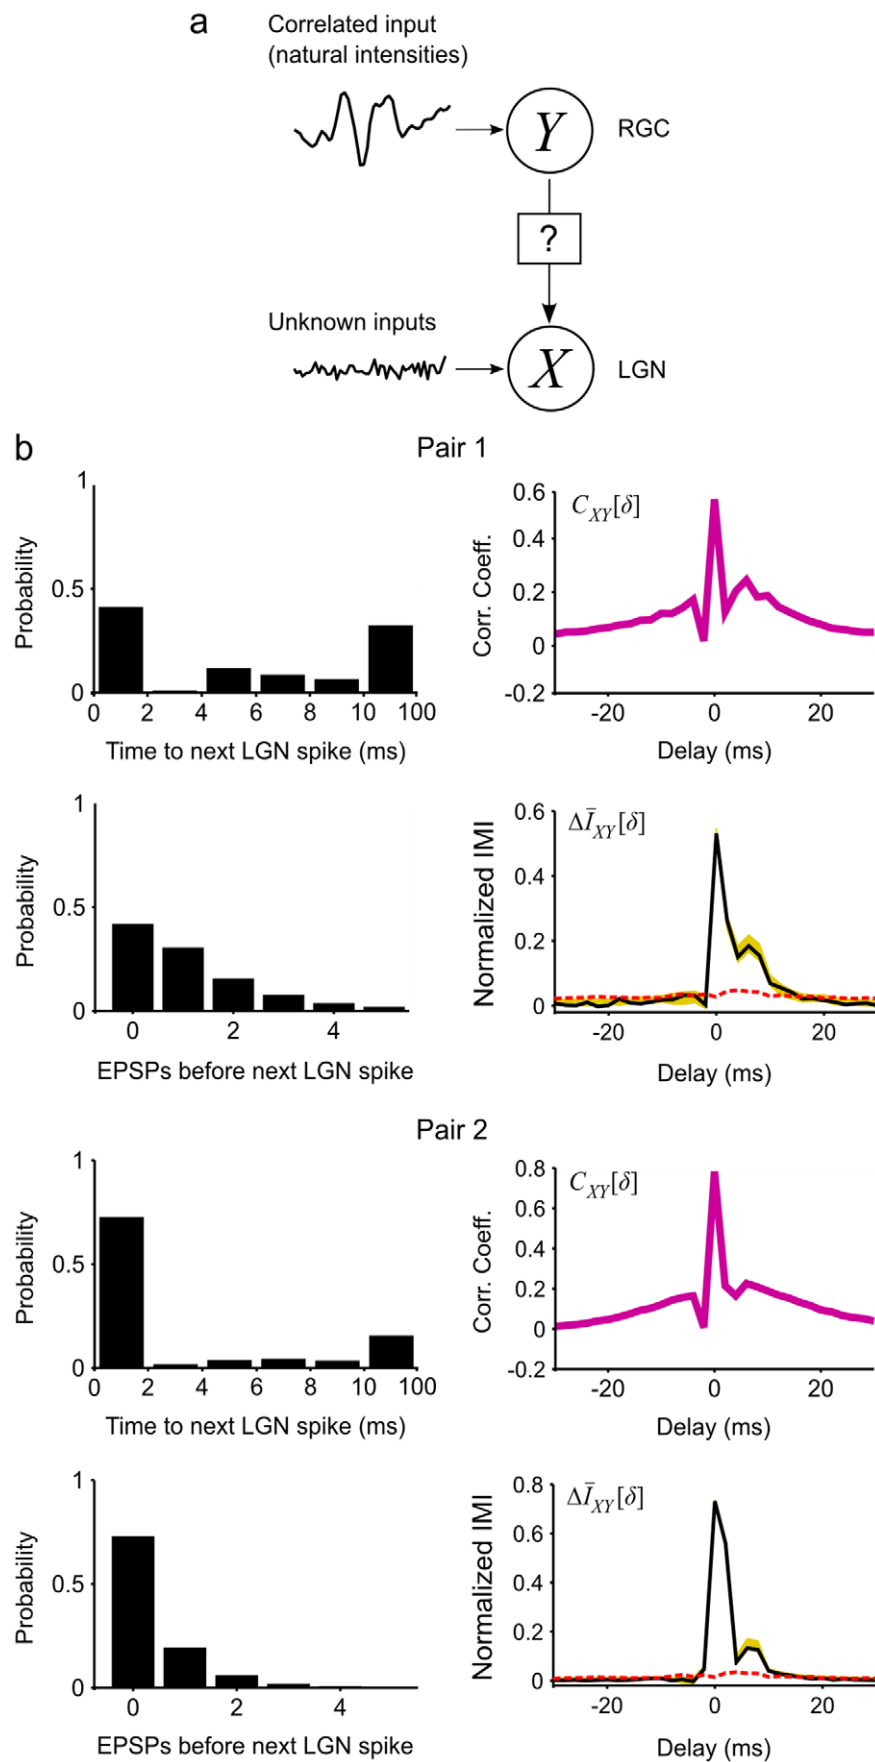 a
Correlated input
(natural intensities)
Y
RGC
?
Unknown inputs
X
LGN
b
Pair 1
Probability
1
0.5
0
0 2 4 6 8 10 100
Time to next LGN spike (ms)
Corr. Coeff.
C_XY[δ]
0.6
0.4
0.2
0
-0.2
-20 0 20
Delay (ms)
Probability
1
0.5
0
0 2 4
EPSPs before next LGN spike
Normalized IMI
ΔĪ_XY[δ]
0.6
0.4
0.2
0
-20 0 20
Delay (ms)
Pair 2
Probability
1
0.5
0
0 2 4 6 8 10 100
Time to next LGN spike (ms)
Corr. Coeff.
C_XY[δ]
0.8
0.6
0.4
0.2
0
-0.2
-20 0 20
Delay (ms)
Probability
1
0.5
0
0 2 4
EPSPs before next LGN spike
Normalized IMI
ΔĪ_XY[δ]
0.8
0.6
0.4
0.2
0
-20 0 20
Delay (ms)